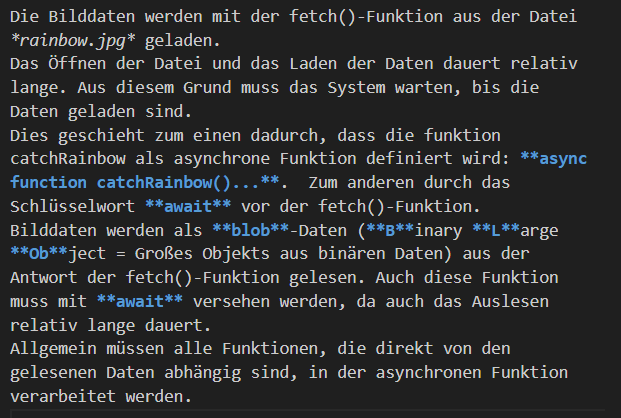 Die Bilddaten werden mit der fetch()-Funktion aus der Datei
*rainbow.jpg* geladen.
Das Öffnen der Datei und das Laden der Daten dauert relativ
lange. Aus diesem Grund muss das System warten, bis die
Daten geladen sind.
Dies geschieht zum einen dadurch, dass die funktion
catchRainbow als asynchrone Funktion definiert wird: **async
function catchRainbow()...**.  Zum anderen durch das
Schlüsselwort **await** vor der fetch()-Funktion.
Bilddaten werden als **blob**-Daten (**B**inary **L**arge
**Ob**ject = Großes Objekts aus binären Daten) aus der
Antwort der fetch()-Funktion gelesen. Auch diese Funktion
muss mit **await** versehen werden, da auch das Auslesen
relativ lange dauert.
Allgemein müssen alle Funktionen, die direkt von den
gelesenen Daten abhängig sind, in der asynchronen Funktion
verarbeitet werden.